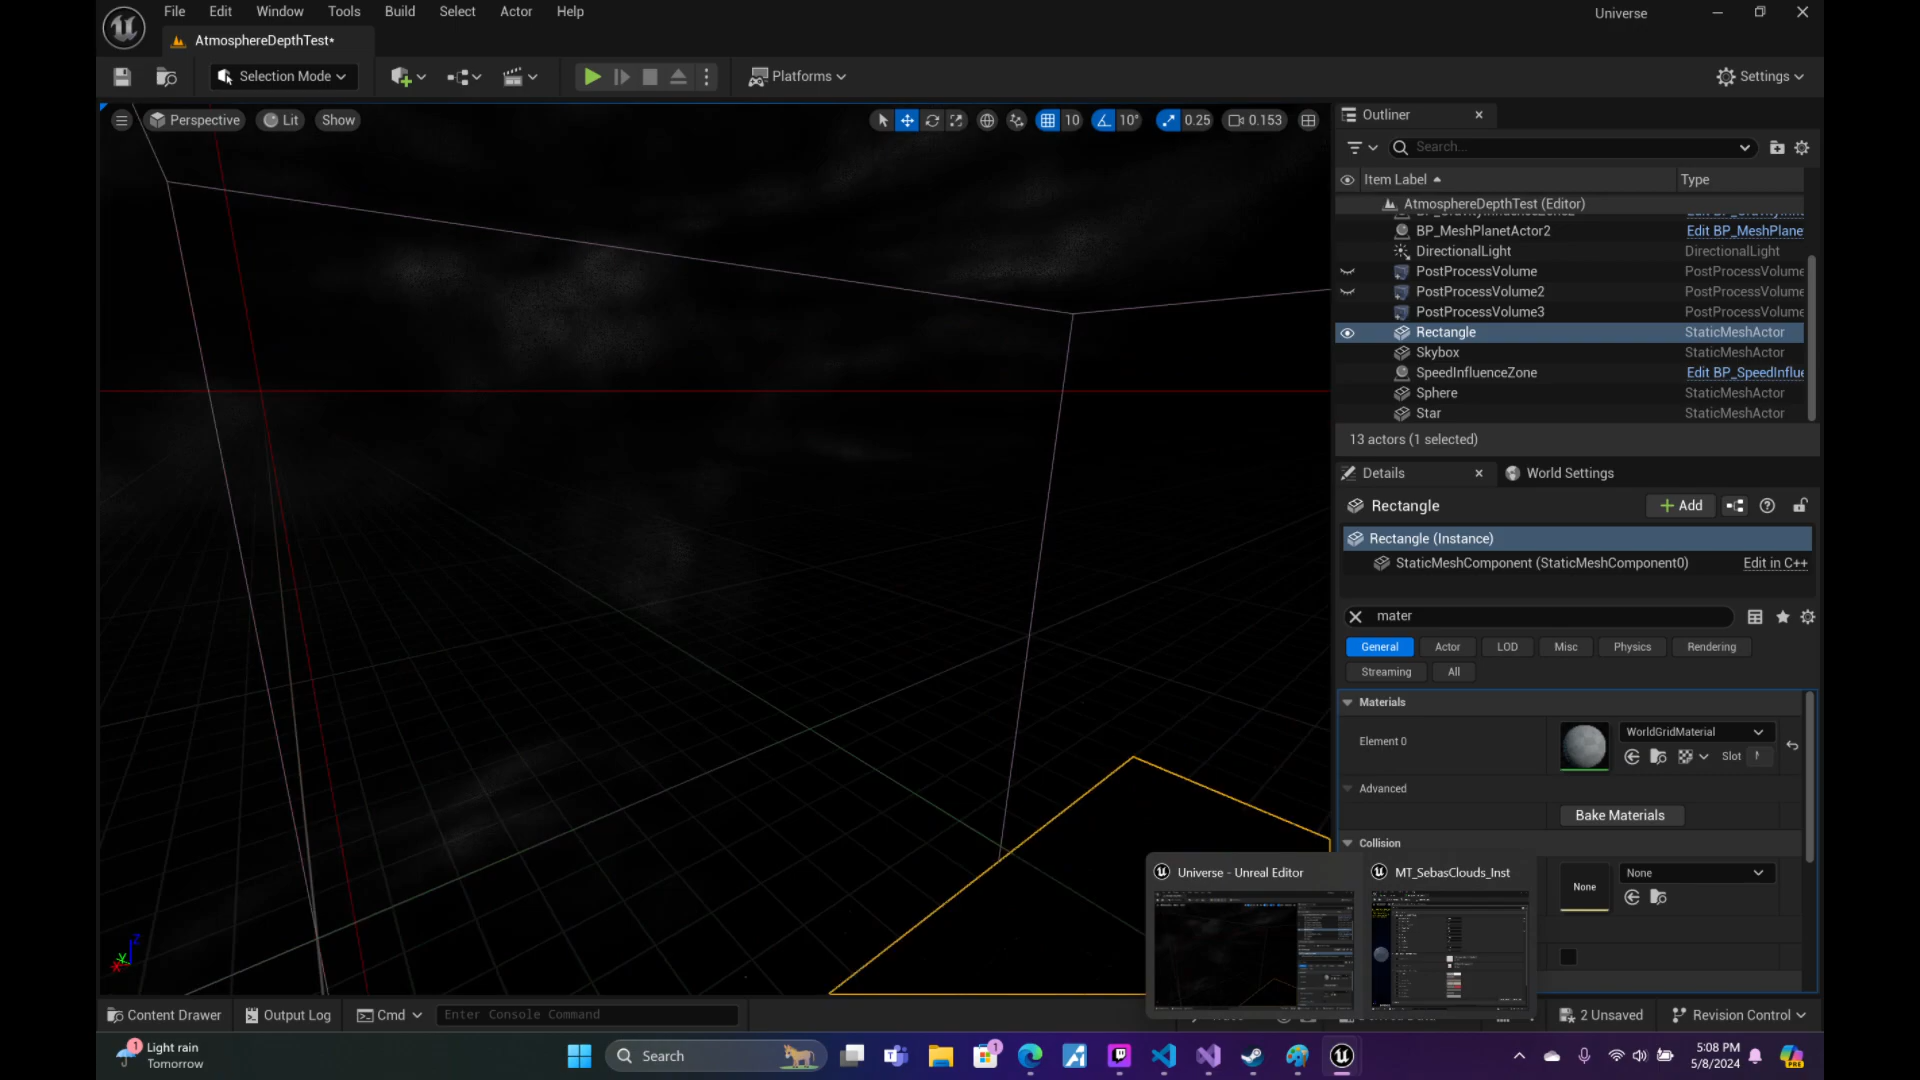 File Edit Window Tools Build Select Actor Help
Universe
AtmosphereDepthTest*
Selection Mode
Platforms
Settings
Perspective
Lit
Show
10
10°
0.25
0.153
Outliner
Search...
Item Label
Type
AtmosphereDepthTest (Editor)
BP_MeshPlanetActor2
Edit BP_MeshPlane
DirectionalLight
DirectionalLight
PostProcessVolume
PostProcessVolume
PostProcessVolume2
PostProcessVolume
PostProcessVolume3
PostProcessVolume
Rectangle
StaticMeshActor
Skybox
StaticMeshActor
SpeedInfluenceZone
Edit BP_SpeedInflue
Sphere
StaticMeshActor
Star
StaticMeshActor
13 actors (1 selected)
Details
World Settings
Rectangle
Add
Rectangle (Instance)
StaticMeshComponent (StaticMeshComponent0)
Edit in C++
mater
General
Actor
LOD
Misc
Physics
Rendering
Streaming
All
Materials
Element 0
WorldGridMaterial
Slot
Advanced
Bake Materials
Collision
None
None
Universe - Unreal Editor
MT_SebasClouds_Inst
Z
Y
X
Content Drawer
Output Log
Cmd
Enter Console Command
2 Unsaved
Revision Control
1
Light rain
Tomorrow
Search
1
PRE
5:08 PM
5/8/2024